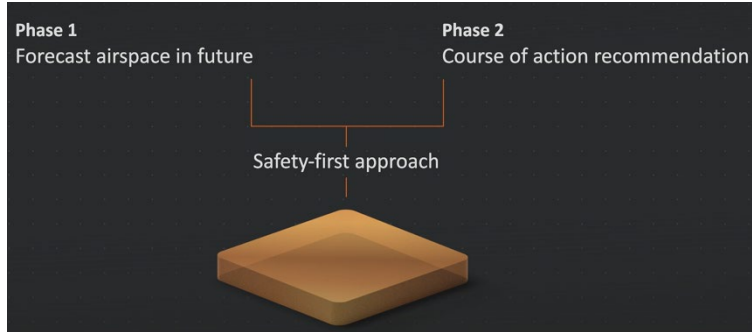 Phase 1
Forecast airspace in future
Phase 2
Course of action recommendation
Safety-first approach